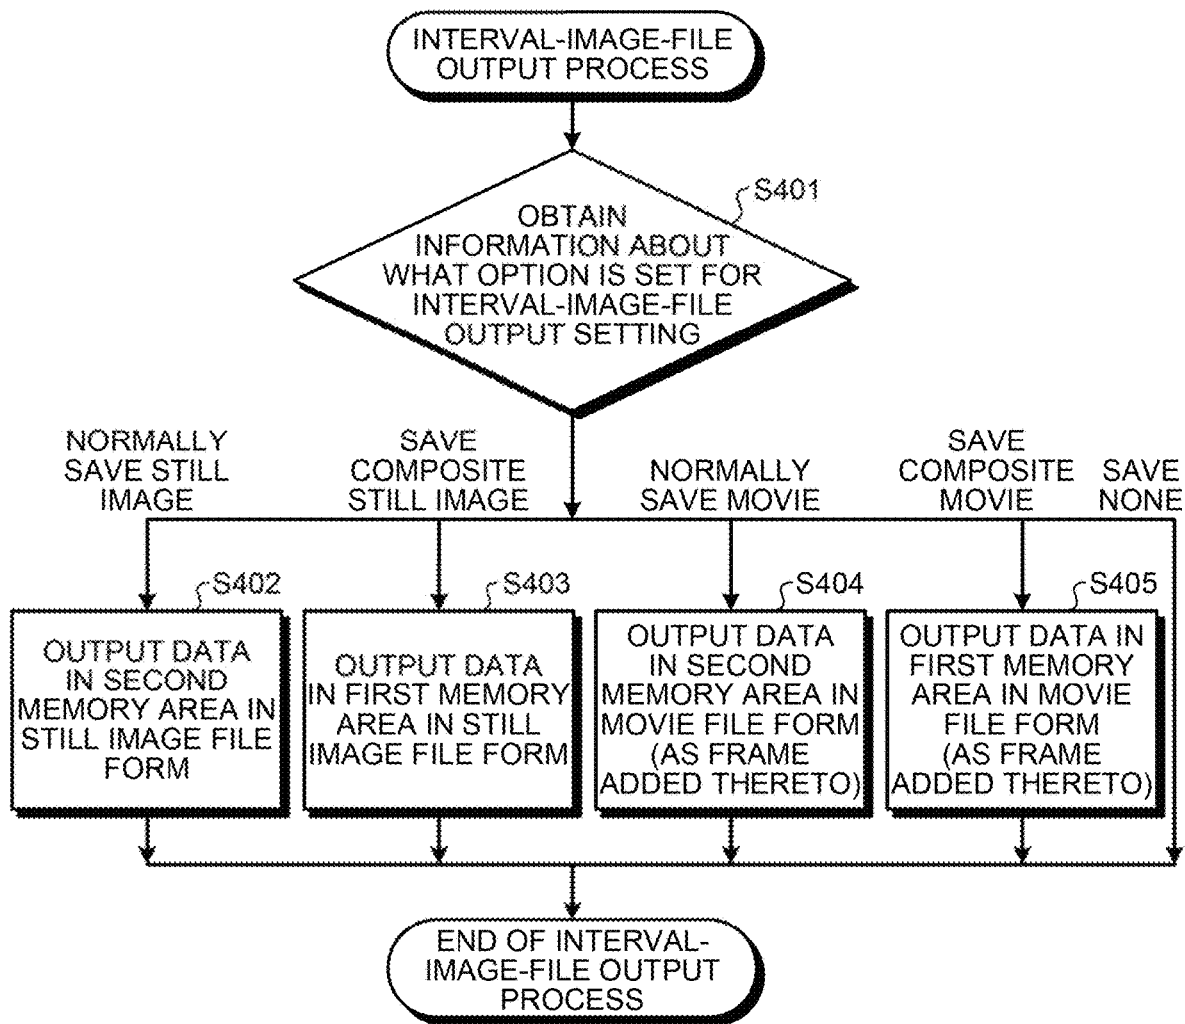 INTERVAL-IMAGE-FILE
OUTPUT PROCESS
S401
OBTAIN
INFORMATION ABOUT
WHAT OPTION IS SET FOR
INTERVAL-IMAGE-FILE
OUTPUT SETTING
NORMALLY
SAVE STILL
IMAGE
SAVE
COMPOSITE
STILL IMAGE
NORMALLY
SAVE MOVIE
SAVE
COMPOSITE
MOVIE
SAVE
NONE
S402
OUTPUT DATA
IN SECOND
MEMORY AREA IN
STILL IMAGE FILE
FORM
S403
OUTPUT DATA
IN FIRST MEMORY
AREA IN STILL
IMAGE FILE FORM
S404
OUTPUT DATA
IN SECOND
MEMORY AREA IN
MOVIE FILE FORM
(AS FRAME
ADDED THERETO)
S405
OUTPUT DATA IN
FIRST MEMORY
AREA IN MOVIE
FILE FORM
(AS FRAME
ADDED THERETO)
END OF INTERVAL-
IMAGE-FILE OUTPUT
PROCESS